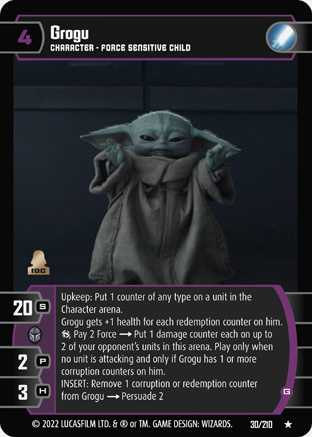 4
Grogu
CHARACTER - FORCE SENSITIVE CHILD
IDC
20 S
2 P
3 H
Upkeep: Put 1 counter of any type on a unit in the
Character arena.
Grogu gets +1 health for each redemption counter on him.
, Pay 2 Force → Put 1 damage counter each on up to
2 of your opponent's units in this arena. Play only when
no unit is attacking and only if Grogu has 1 or more
corruption counters on him.
INSERT: Remove 1 corruption or redemption counter
from Grogu → Persuade 2
G
© 2022 LUCASFILM LTD. & ® or TM. GAME DESIGN: WIZARDS. 30/210 ★